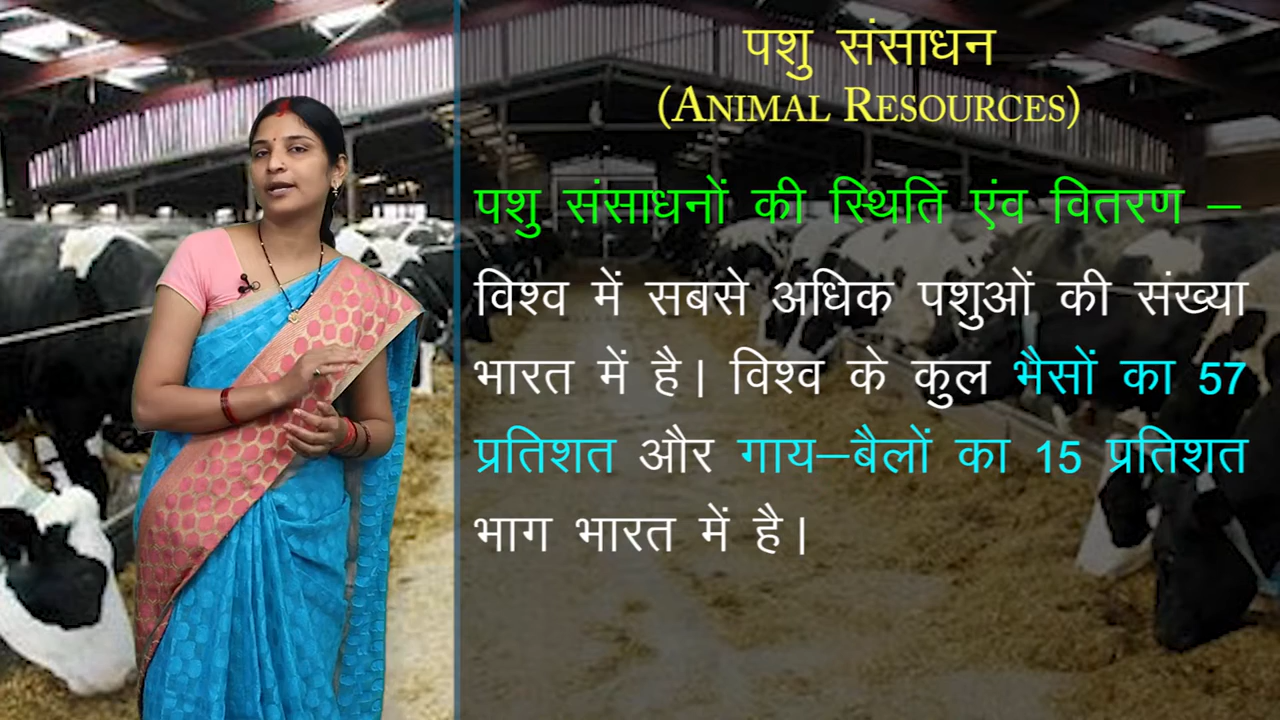 पशु संसाधन
(ANIMAL RESOURCES)
पशु संसाधनों की स्थिति एंव वितरण –
विश्व में सबसे अधिक पशुओं की संख्या
भारत में है। विश्व के कुल भैसों का 57
प्रतिशत और गाय–बैलों का 15 प्रतिशत
भाग भारत में है।